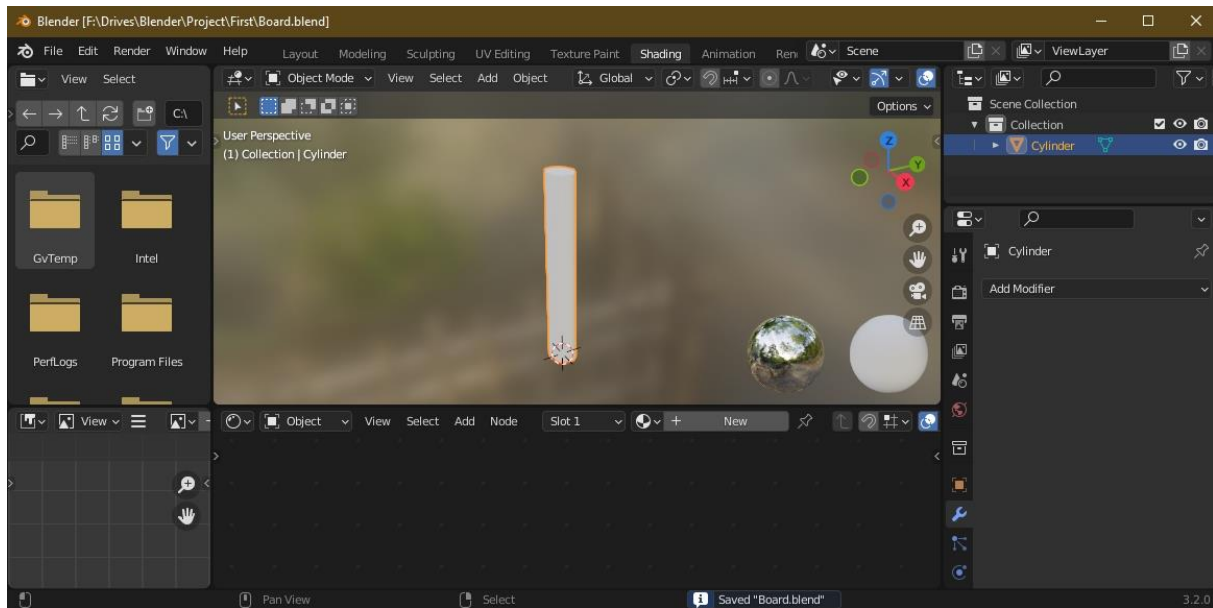 Blender [F:\Drives\Blender\Project\First\Board.blend]
File Edit Render Window Help Layout Modeling Sculpting UV Editing Texture Paint Shading Animation Ren Scene ViewLayer
View Select Object Mode View Select Add Object Global
C:\ Options
User Perspective
(1) Collection | Cylinder
Z
Y
X
Scene Collection
Collection
Cylinder
GvTemp Intel
Cylinder
Add Modifier
PerfLogs Program Files
View Object View Select Add Node Slot 1 New
Pan View Select Saved "Board.blend" 3.2.0